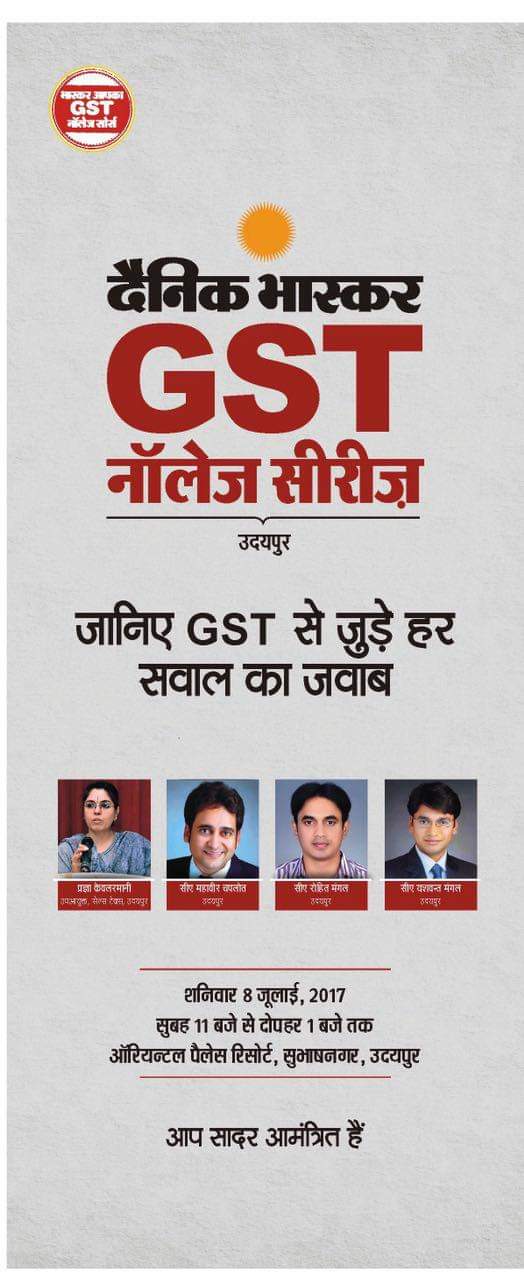 भास्कर आपका
GST
नॉलेज सोर्स
दैनिक भास्कर
GST
नॉलेज सीरीज़
उदयपुर
जानिए GST से जुड़े हर
सवाल का जवाब
प्रज्ञा केवलरमानी
उपआयुक्त, सेल्स टैक्स, उदयपुर
सीए महावीर चपलोत
उदयपुर
सीए रोहित मंगल
उदयपुर
सीए यशवन्त मंगल
उदयपुर
शनिवार 8 जूलाई, 2017
सुबह 11 बजे से दोपहर 1 बजे तक
ऑरियन्टल पैलेस रिसोर्ट, सुभाषनगर, उदयपुर
आप सादर आमंत्रित हैं